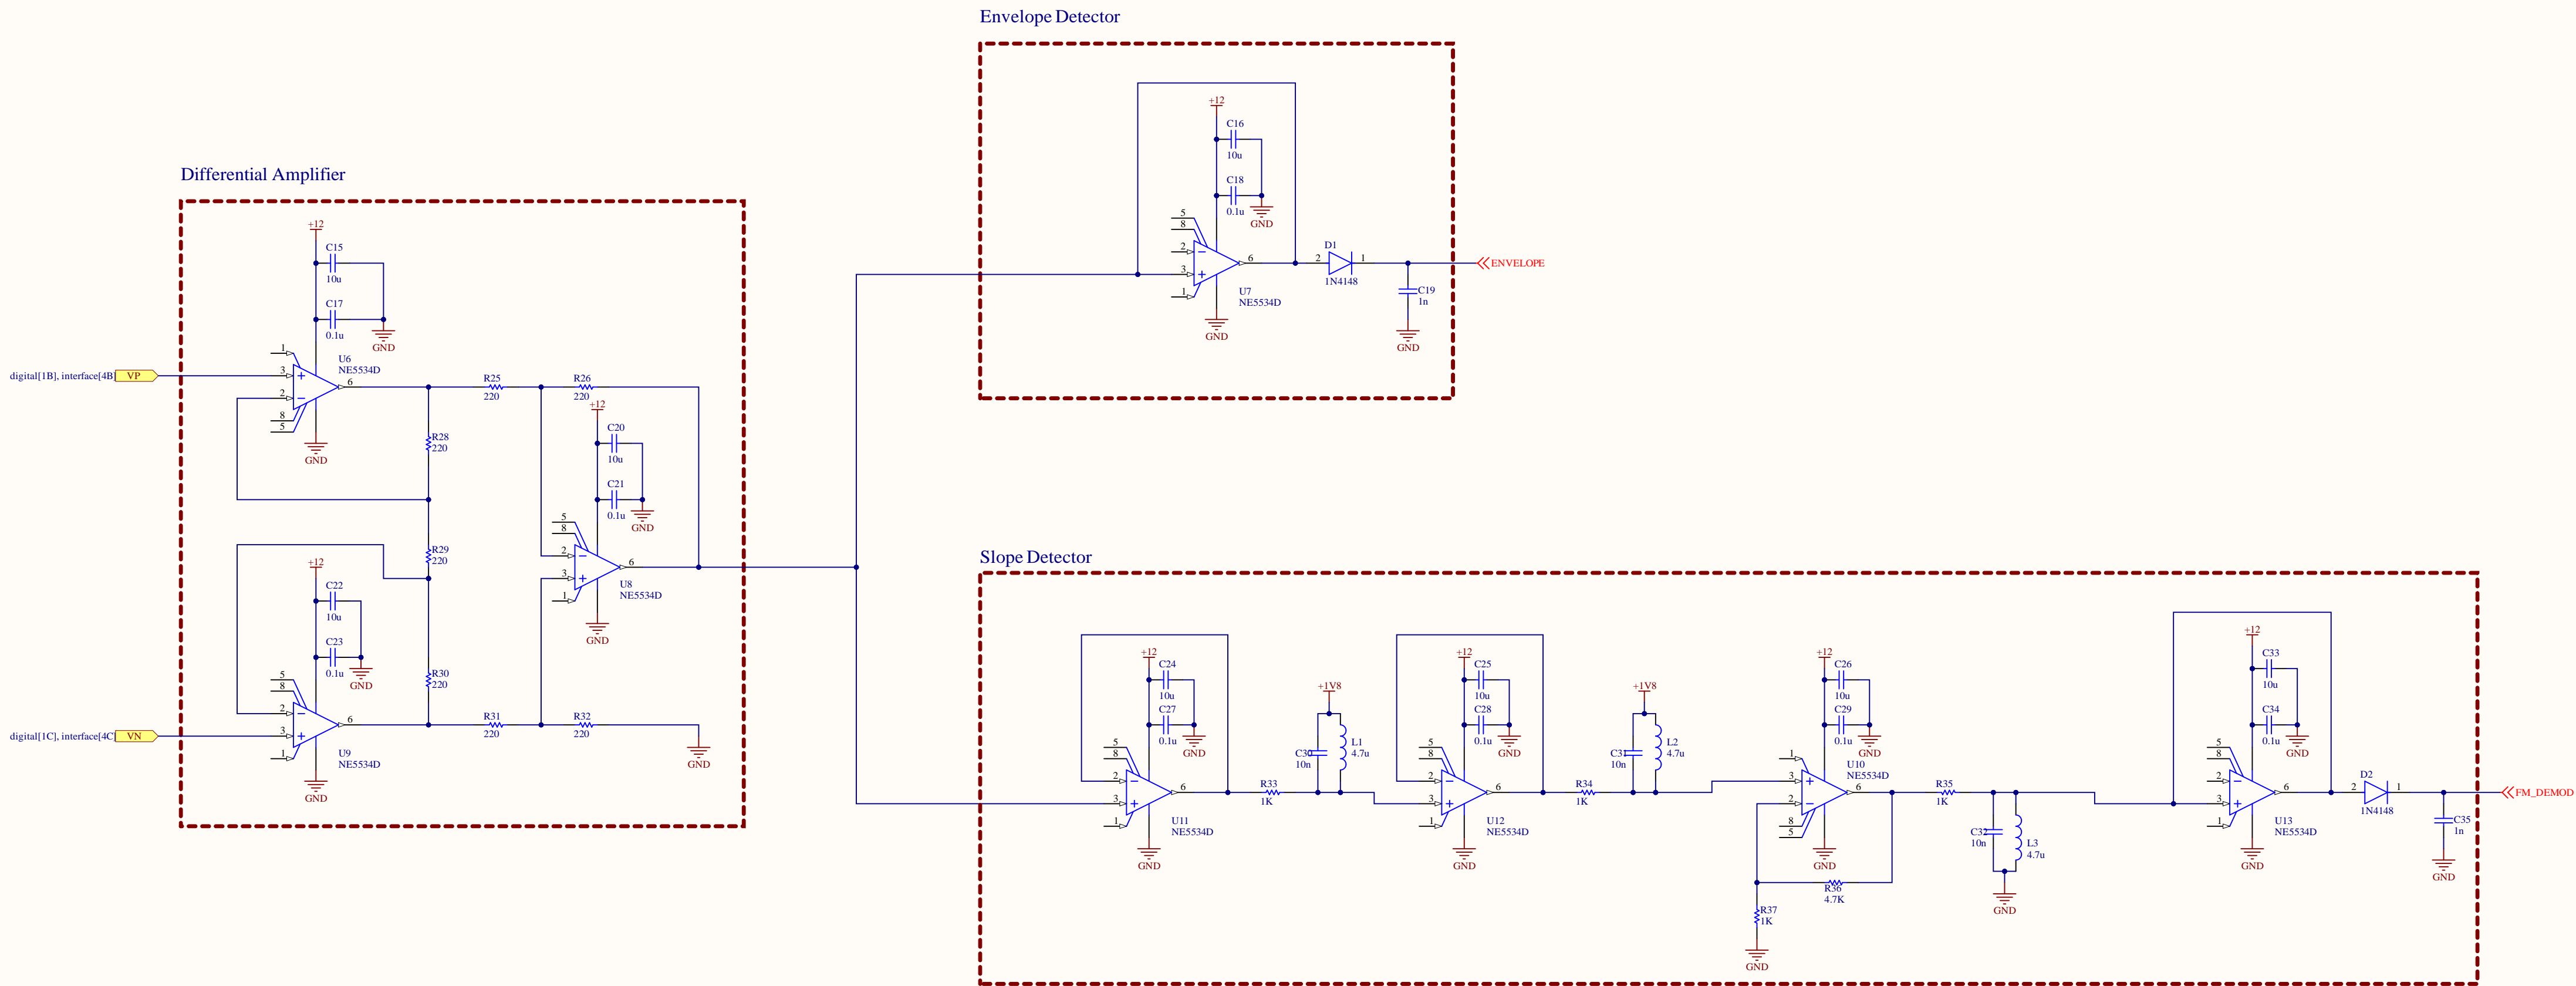 Envelope Detector
+12
C16
10u
C18
0.1u
GND
5
8
2
3
1
6
U7
NE5534D
GND
D1
2
1
1N4148
C19
1n
GND
ENVELOPE
Differential Amplifier
+12
C15
10u
C17
0.1u
GND
digital[1B], interface[4B]
VP
1
3
2
8
5
6
U6
NE5534D
GND
R25
220
R26
220
R28
220
R29
220
R30
220
+12
C20
10u
C21
0.1u
GND
5
8
2
3
1
6
U8
NE5534D
GND
+12
C22
10u
C23
0.1u
GND
digital[1C], interface[4C]
VN
5
8
2
3
1
6
U9
NE5534D
GND
R31
220
R32
220
GND
Slope Detector
+12
C24
10u
C27
0.1u
GND
5
8
2
3
1
6
U11
NE5534D
GND
R33
1K
+1V8
C30
10n
L1
4.7u
+12
C25
10u
C28
0.1u
GND
5
8
2
3
1
6
U12
NE5534D
GND
R34
1K
+1V8
C31
10n
L2
4.7u
+12
C26
10u
C29
0.1u
GND
1
3
2
8
5
6
U10
NE5534D
GND
R36
4.7K
R37
1K
GND
R35
1K
C32
10n
L3
4.7u
GND
+12
C33
10u
C34
0.1u
GND
5
8
2
3
1
6
U13
NE5534D
GND
D2
2
1
1N4148
C35
1n
GND
FM_DEMOD